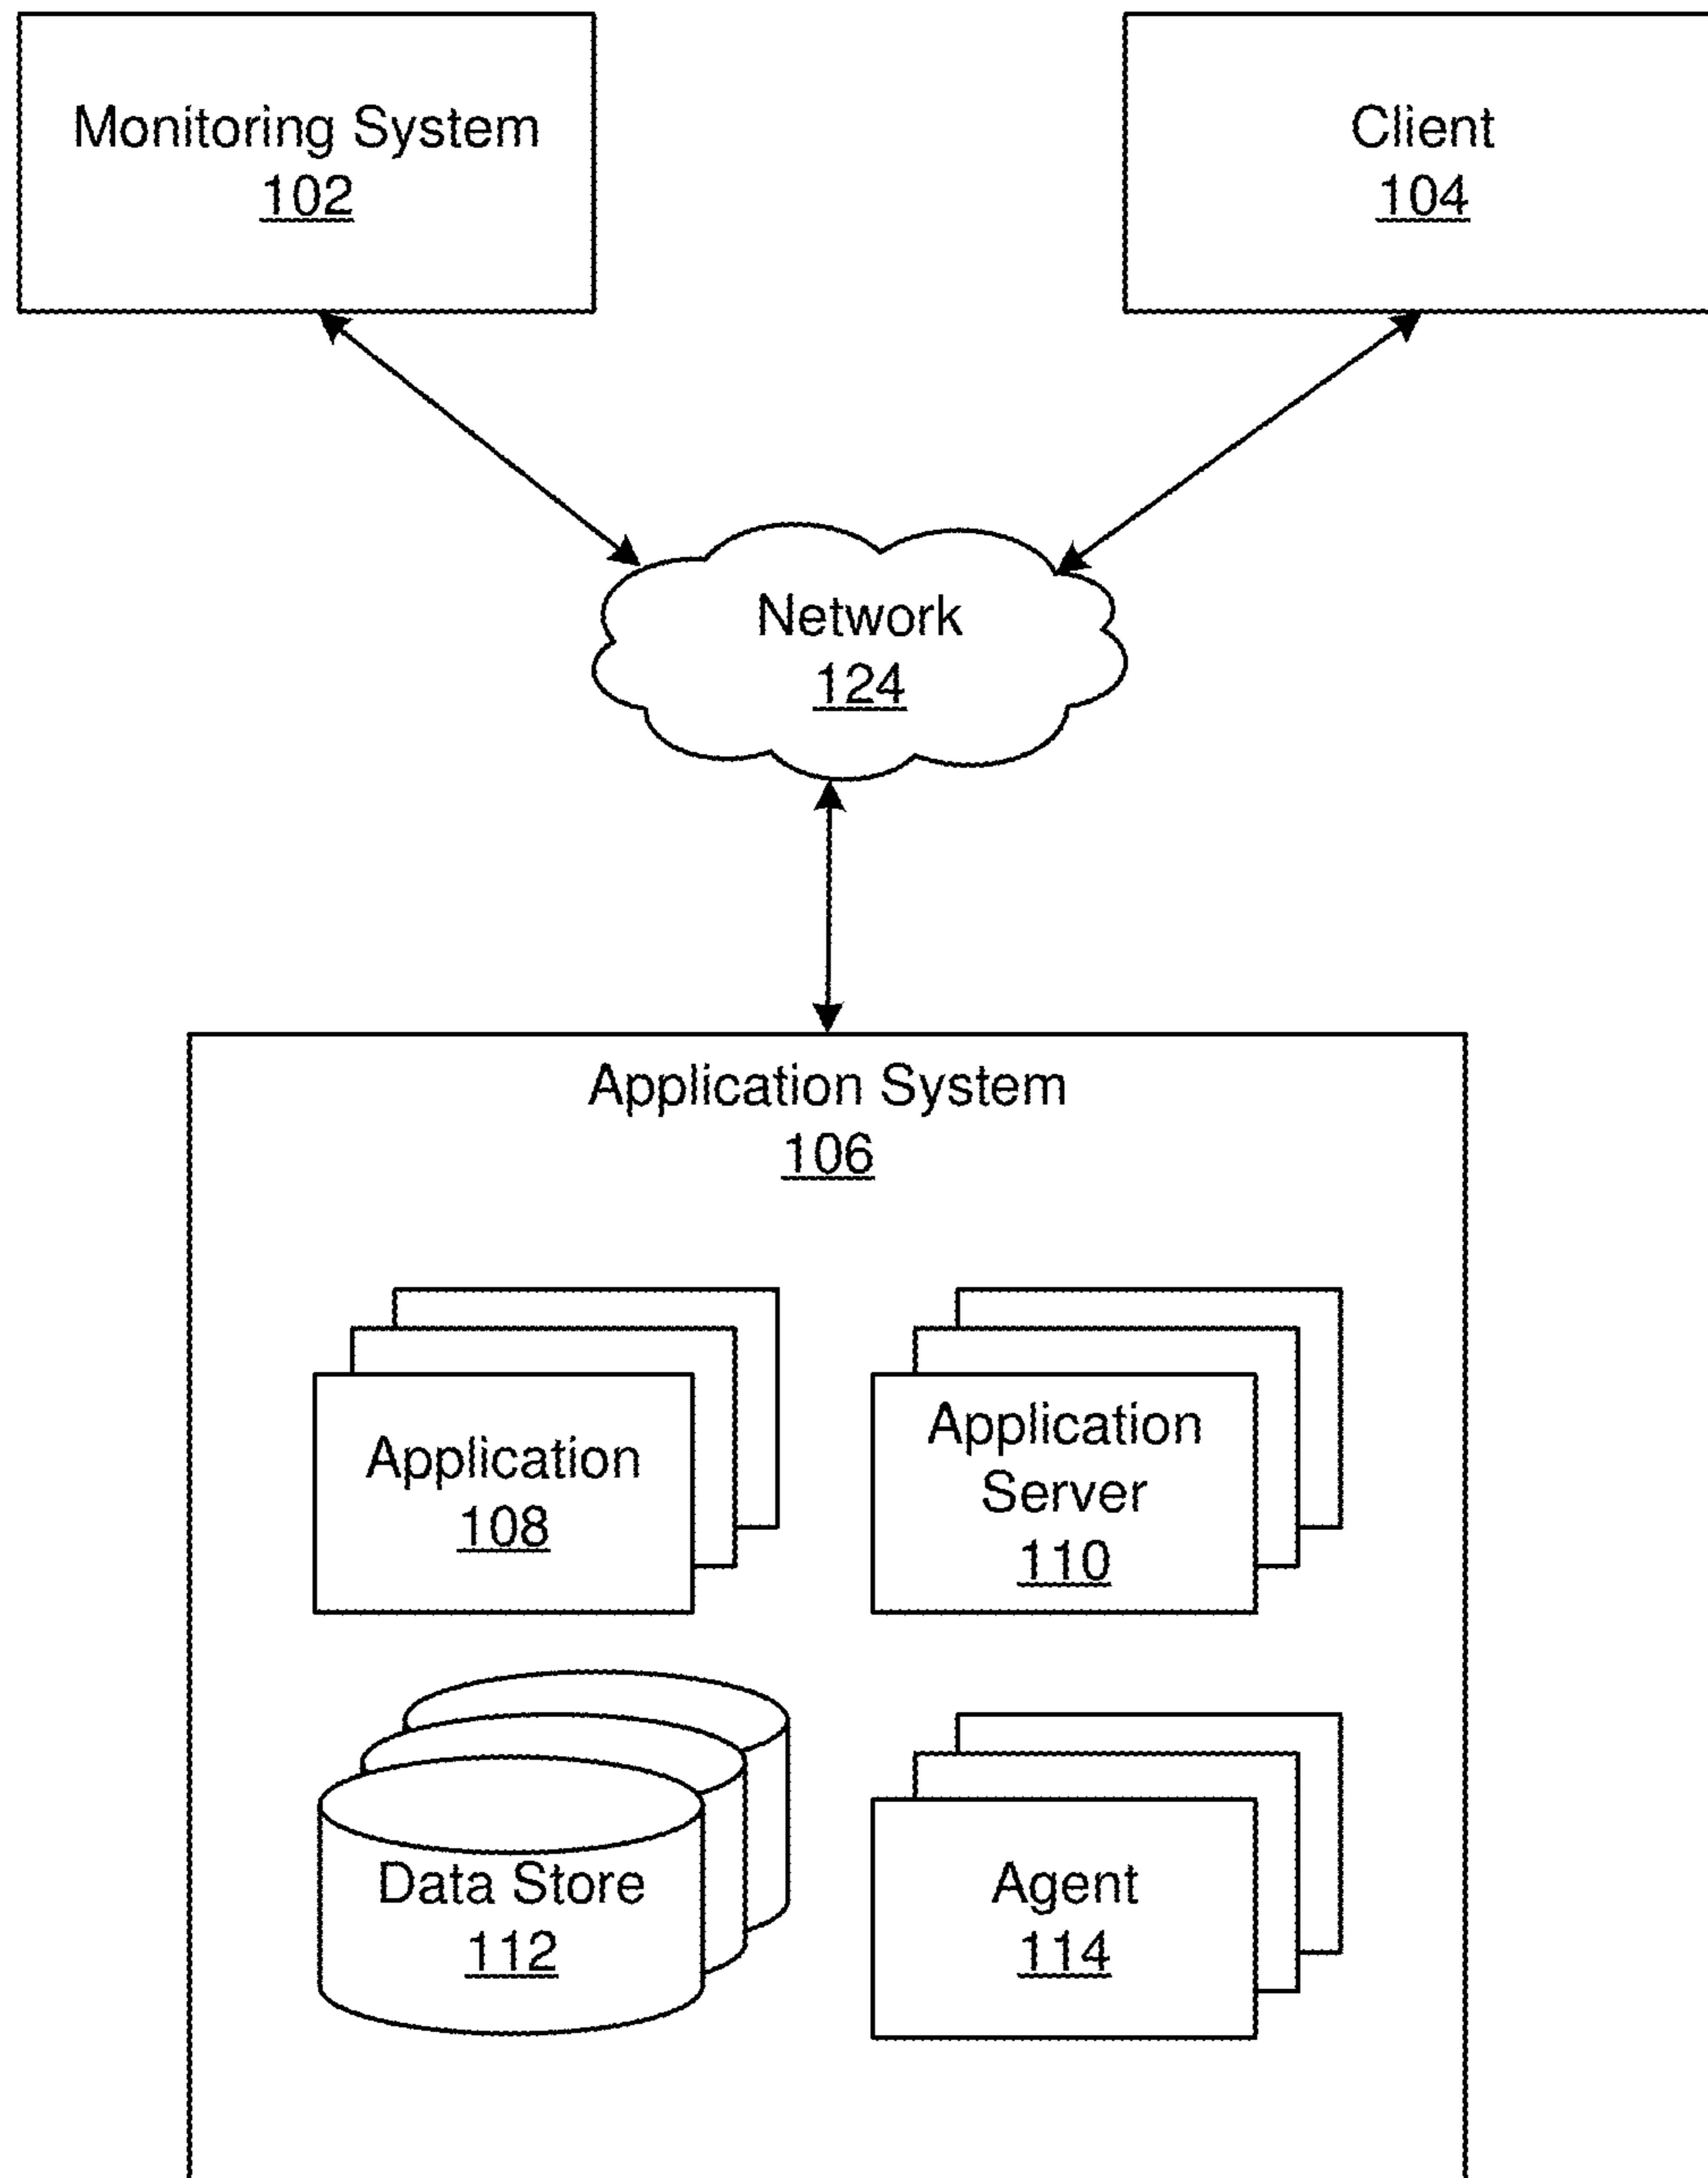 Monitoring System
102
Client
104
Network
124
Application System
106
Application
108
Application
Server
110
Data Store
112
Agent
114